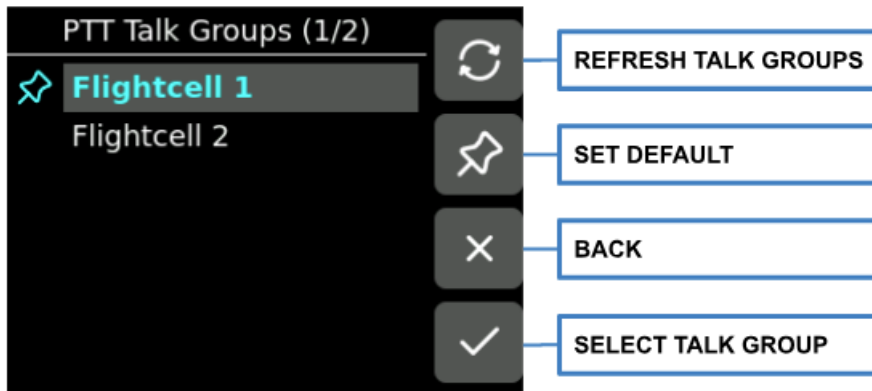 PTT Talk Groups (1/2)
Flightcell 1
Flightcell 2
REFRESH TALK GROUPS
SET DEFAULT
BACK
SELECT TALK GROUP